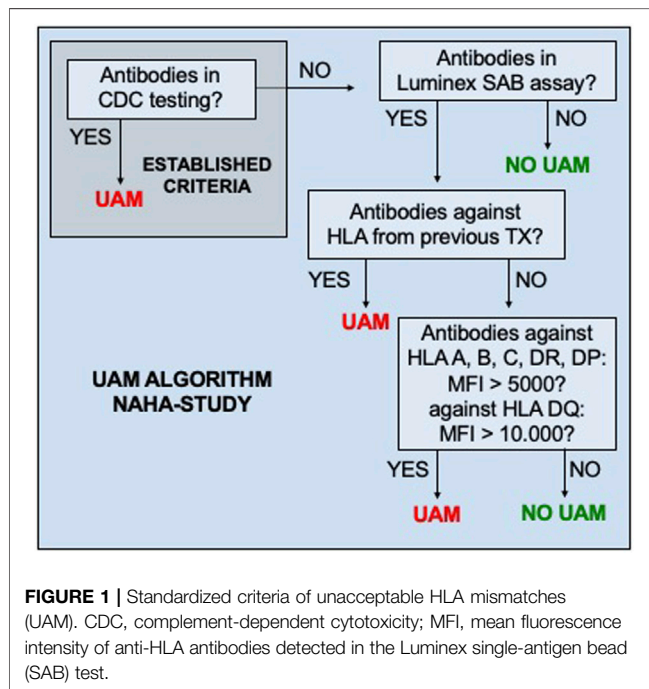 Antibodies in
CDC testing?
NO
Antibodies in
Luminex SAB assay?
YES
ESTABLISHED
CRITERIA
UAM
YES
NO
NO UAM
Antibodies against
HLA from previous TX?
YES
NO
UAM
UAM ALGORITHM
NAHA-STUDY
Antibodies against
HLA A, B, C, DR, DP:
MFI > 5000?
against HLA DQ:
MFI > 10.000?
YES
NO
UAM
NO UAM
FIGURE 1 | Standardized criteria of unacceptable HLA mismatches
(UAM). CDC, complement-dependent cytotoxicity; MFI, mean fluorescence
intensity of anti-HLA antibodies detected in the Luminex single-antigen bead
(SAB) test.